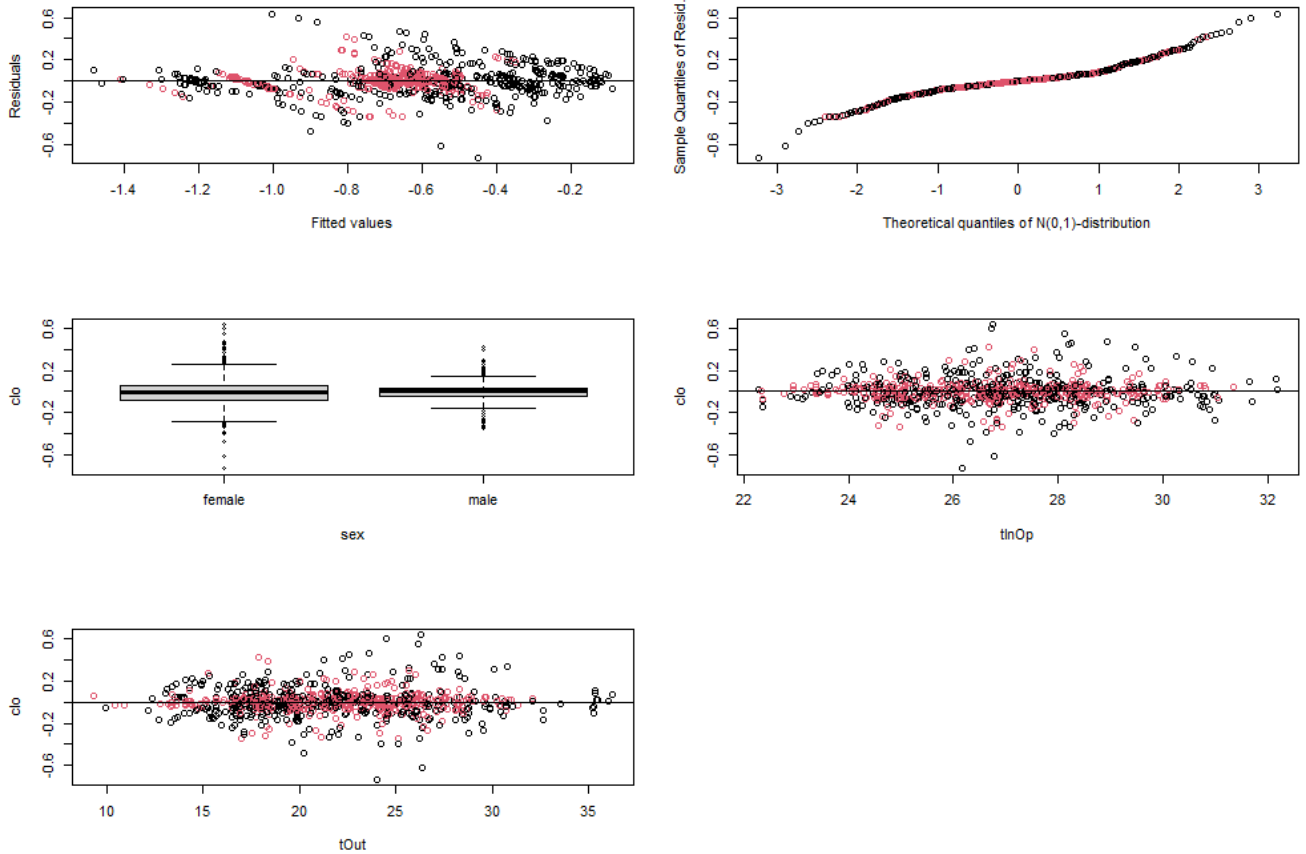 Residuals
0.6
0.2
-0.2
-0.6
-1.4 -1.2 -1.0 -0.8 -0.6 -0.4 -0.2
Fitted values
Sample Quantiles of Resid.
0.6
0.2
-0.2
-0.6
-3 -2 -1 0 1 2 3
Theoretical quantiles of N(0,1)-distribution
clo
0.6
0.2
-0.2
-0.6
female male
sex
clo
0.6
0.2
-0.2
-0.6
22 24 26 28 30 32
tInOp
clo
0.6
0.2
-0.2
-0.6
10 15 20 25 30 35
tOut